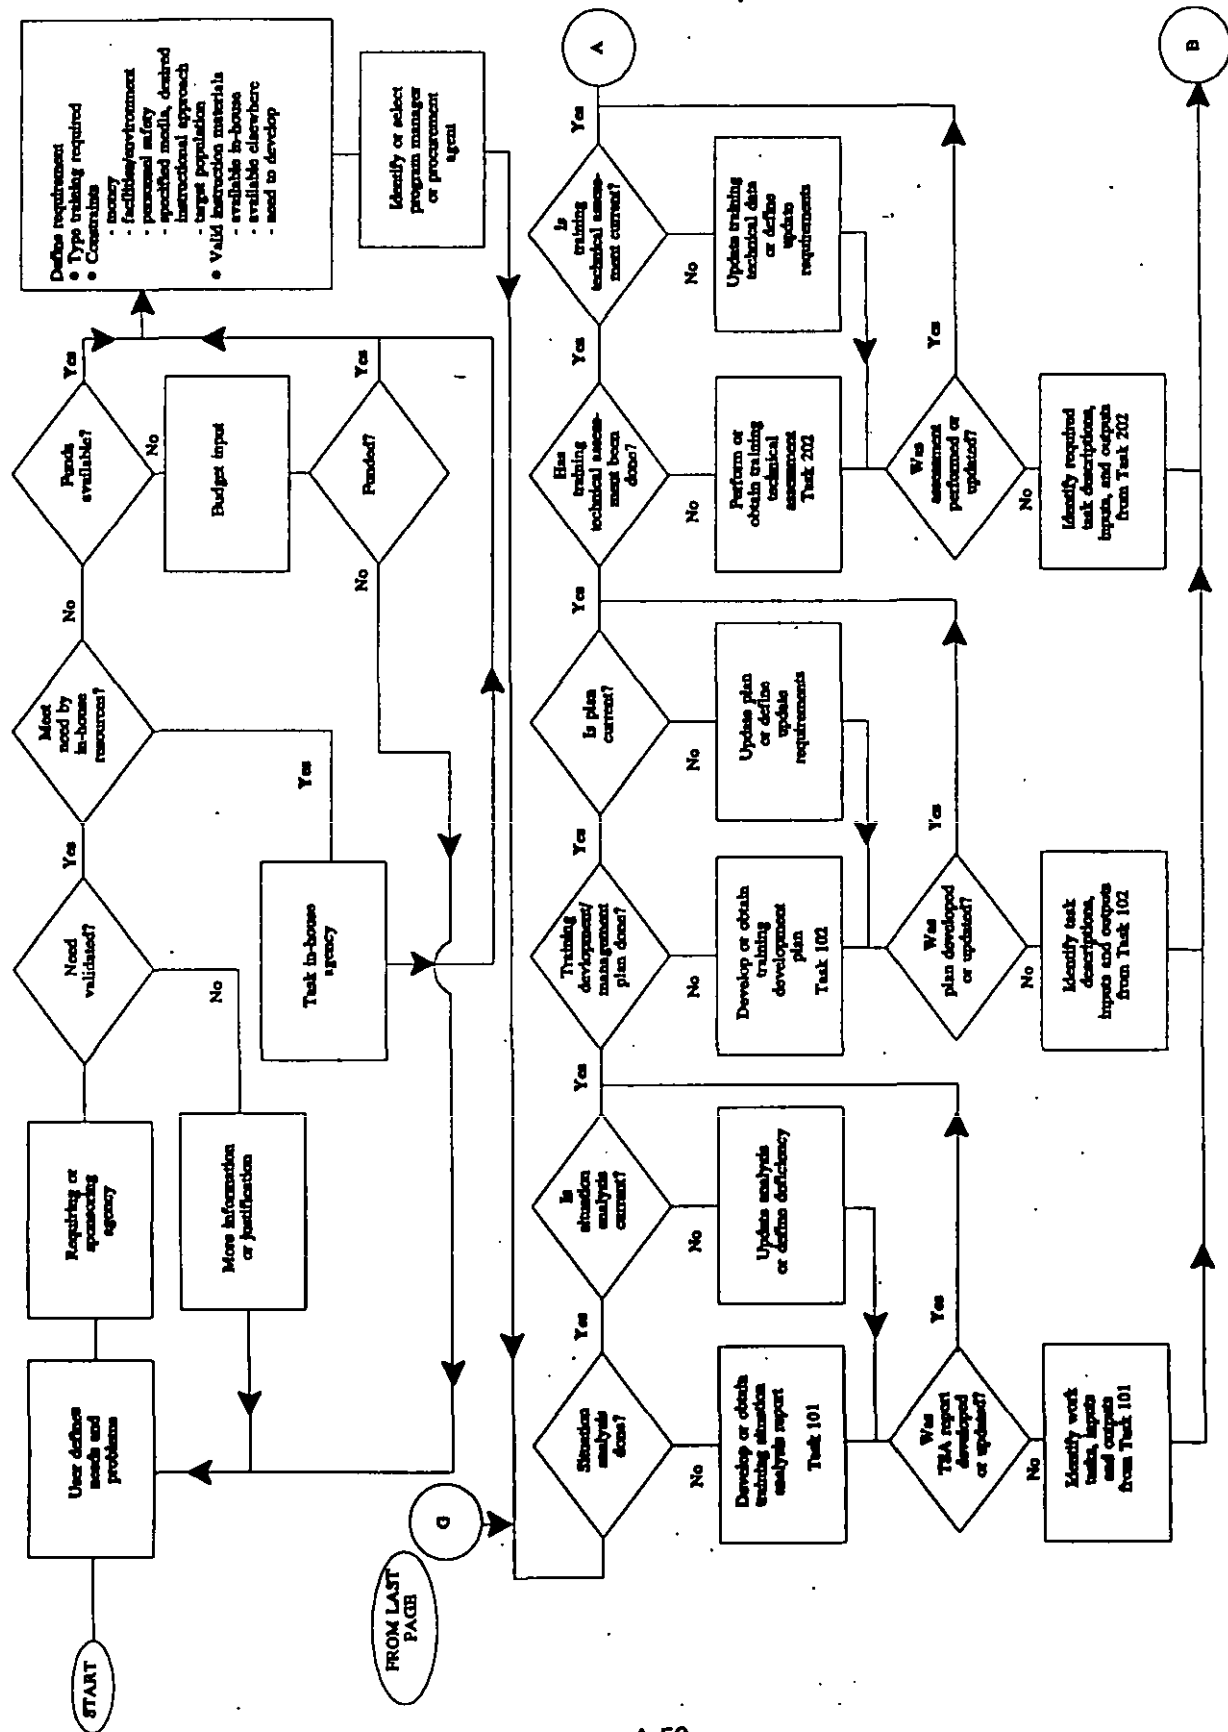 START
User defines
needs and
problems
Requiring or
sponsoring
agency
Need
validated?
Yes
No
More information
or justification
Meet
need by
in-house
resources?
No
Yes
Task in-house
agency
Funds
available?
Yes
No
Budget input
Funded?
Yes
No
Define requirement
● Type training required
● Constraints
- money
- facilities/environment
- personnel safety
- specified media, desired
instructional approach
- target population
● Valid instruction materials
- available in-house
- available elsewhere
- need to develop
Identify or select
program manager
or procurement
agent
FROM LAST
PAGE
G
Situation
analysis
done?
Yes
No
Develop or obtain
training situation
analysis report
Task 101
Is
situation
analysis
current?
Yes
No
Update analysis
or define deficiency
Was
TSA report
developed
or updated?
Yes
No
Identify work
tasks, inputs
and outputs
from Task 101
Training
devlopment/
management
plan done?
Yes
No
Develop or obtain
training
development
plan
Task 102
Is plan
current?
Yes
No
Update plan
or define
update
requirements
Was
plan developed
or updated?
Yes
No
Identify task
descriptions,
inputs and outputs
from Task 102
Has
training
technical assess-
ment been
done?
Yes
No
Perform or
obtain training
technical
assessment
Task 202
Is
training
technical assess-
ment current?
Yes
No
Update training
technical data
or define
update
requirements
Was
assessment
performed or
updated?
Yes
No
Identify required
task descriptions,
inputs, and outputs
from Task 202
A
B